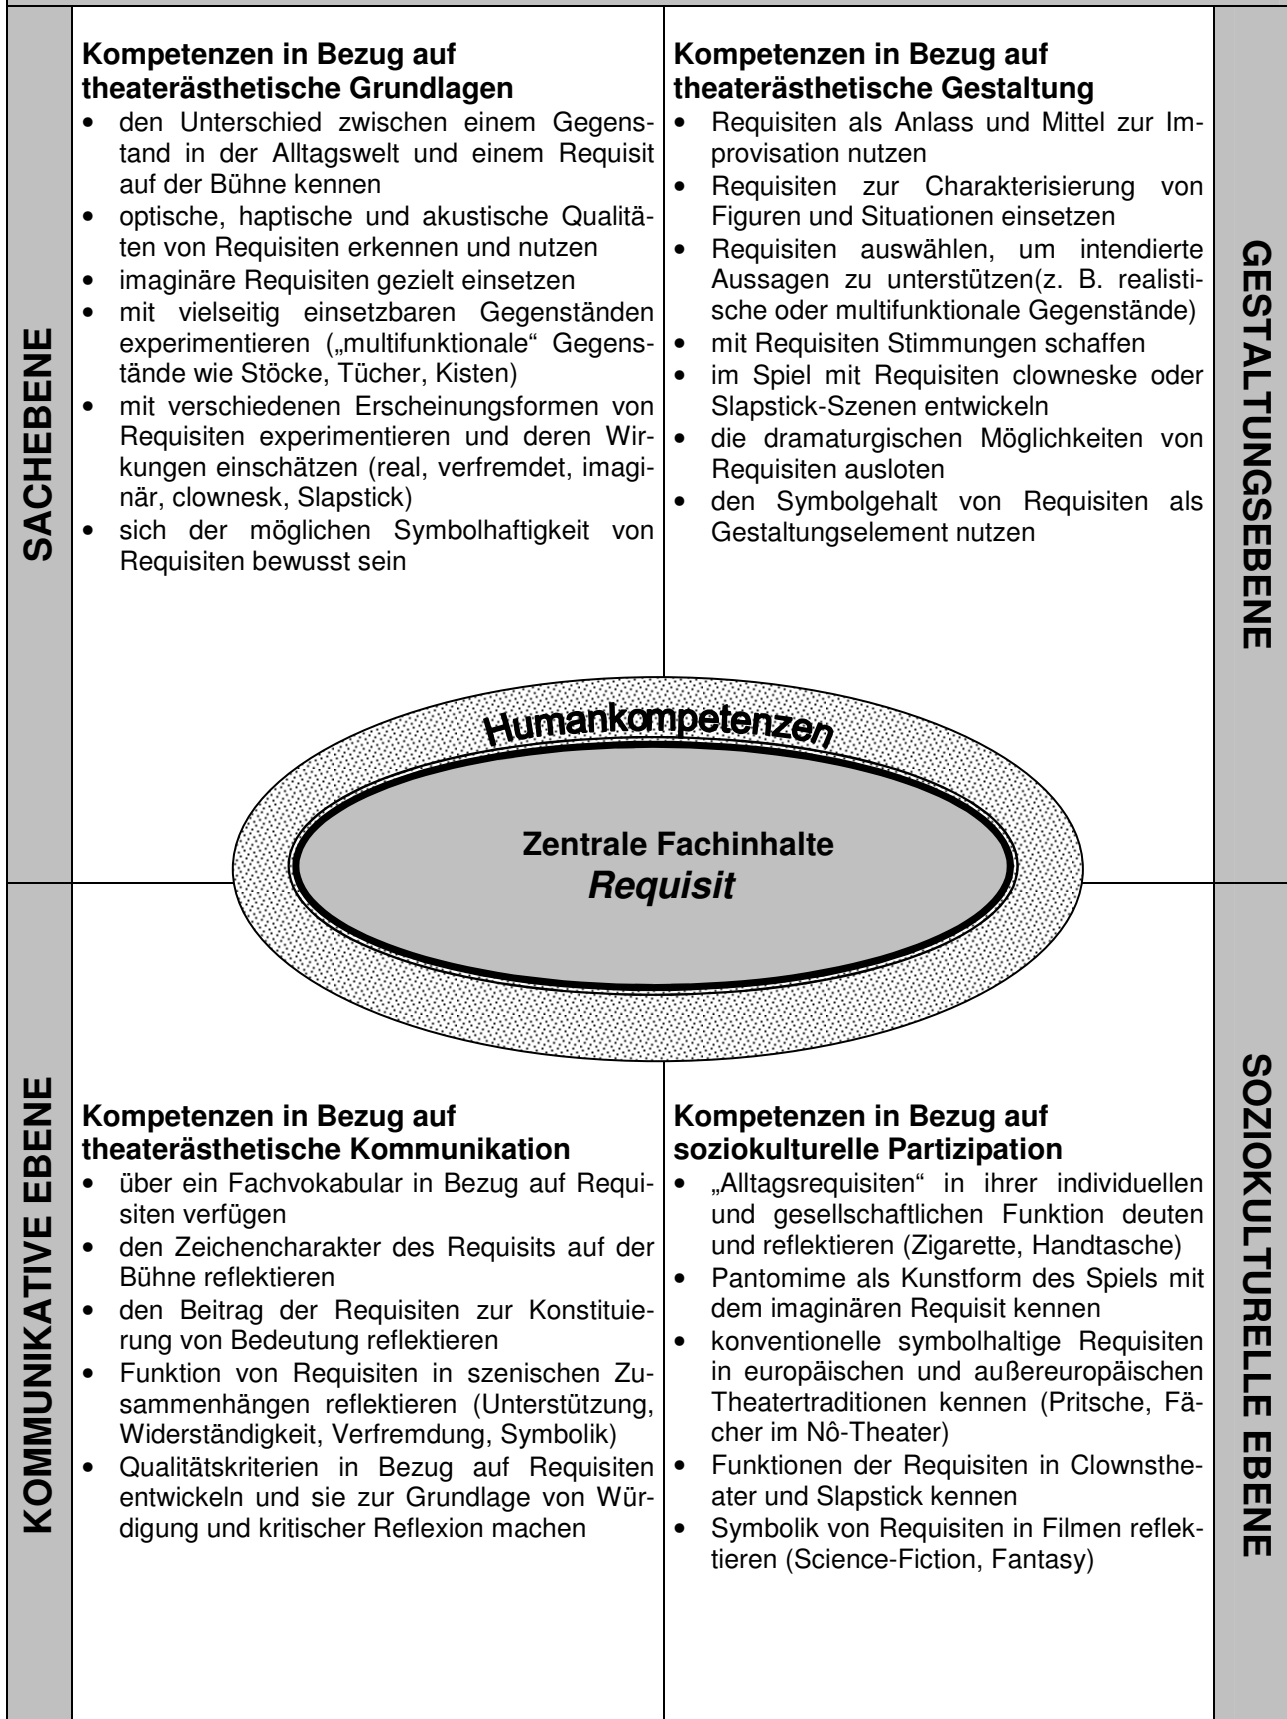 SACHEBENE
Kompetenzen in Bezug auf
theaterästhetische Grundlagen
• den Unterschied zwischen einem Gegens-
tand in der Alltagswelt und einem Requisit
auf der Bühne kennen
• optische, haptische und akustische Qualitä-
ten von Requisiten erkennen und nutzen
• imaginäre Requisiten gezielt einsetzen
• mit vielseitig einsetzbaren Gegenständen
experimentieren („multifunktionale“ Gegens-
tände wie Stöcke, Tücher, Kisten)
• mit verschiedenen Erscheinungsformen von
Requisiten experimentieren und deren Wir-
kungen einschätzen (real, verfremdet, imagi-
när, clownesk, Slapstick)
• sich der möglichen Symbolhaftigkeit von
Requisiten bewusst sein
Kompetenzen in Bezug auf
theaterästhetische Gestaltung
• Requisiten als Anlass und Mittel zur Im-
provisation nutzen
• Requisiten zur Charakterisierung von
Figuren und Situationen einsetzen
• Requisiten auswählen, um intendierte
Aussagen zu unterstützen(z. B. realisti-
sche oder multifunktionale Gegenstände)
• mit Requisiten Stimmungen schaffen
• im Spiel mit Requisiten clowneske oder
Slapstick-Szenen entwickeln
• die dramaturgischen Möglichkeiten von
Requisiten ausloten
• den Symbolgehalt von Requisiten als
Gestaltungselement nutzen
GESTALTUNGSEBENE
Humankompetenzen
Zentrale Fachinhalte
Requisit
KOMMUNIKATIVE EBENE
Kompetenzen in Bezug auf
theaterästhetische Kommunikation
• über ein Fachvokabular in Bezug auf Requi-
siten verfügen
• den Zeichencharakter des Requisits auf der
Bühne reflektieren
• den Beitrag der Requisiten zur Konstituie-
rung von Bedeutung reflektieren
• Funktion von Requisiten in szenischen Zu-
sammenhängen reflektieren (Unterstützung,
Widerständigkeit, Verfremdung, Symbolik)
• Qualitätskriterien in Bezug auf Requisiten
entwickeln und sie zur Grundlage von Wür-
digung und kritischer Reflexion machen
Kompetenzen in Bezug auf
soziokulturelle Partizipation
• „Alltagsrequisiten“ in ihrer individuellen
und gesellschaftlichen Funktion deuten
und reflektieren (Zigarette, Handtasche)
• Pantomime als Kunstform des Spiels mit
dem imaginären Requisit kennen
• konventionelle symbolhaltige Requisiten
in europäischen und außereuropäischen
Theatertraditionen kennen (Pritsche, Fä-
cher im Nô-Theater)
• Funktionen der Requisiten in Clownsthe-
ater und Slapstick kennen
• Symbolik von Requisiten in Filmen reflek-
tieren (Science-Fiction, Fantasy)
SOZIOKULTURELLE EBENE